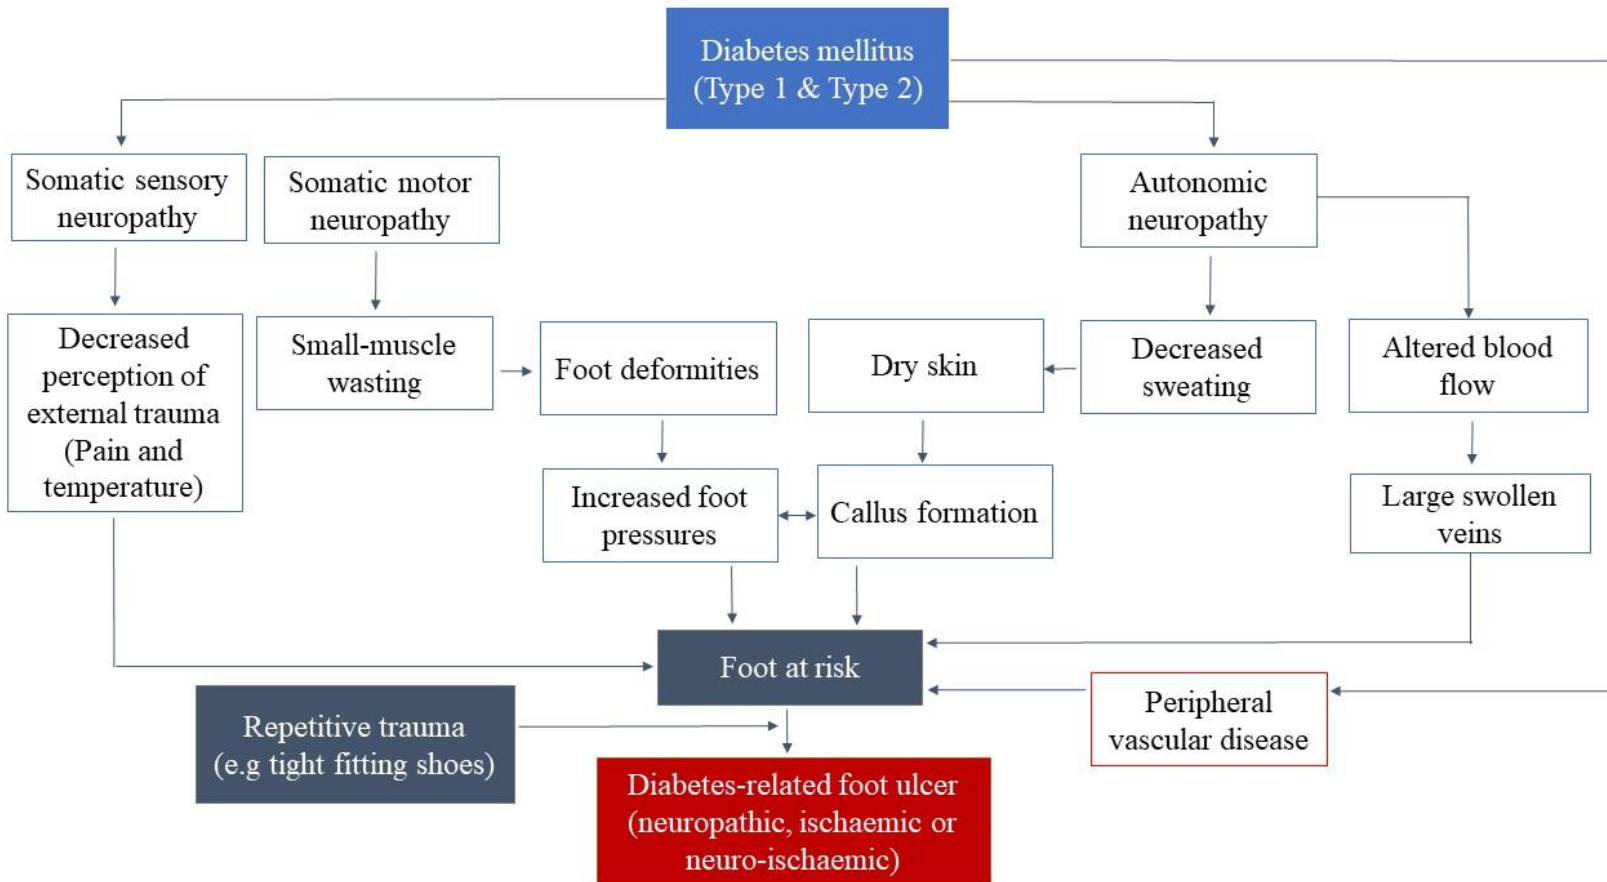 Diabetes mellitus
(Type 1 & Type 2)
Somatic sensory
neuropathy
Somatic motor
neuropathy
Autonomic
neuropathy
Decreased
perception of
external trauma
(Pain and
temperature)
Small-muscle
wasting
Foot deformities
Dry skin
Decreased
sweating
Altered blood
flow
Increased foot
pressures
Callus formation
Large swollen
veins
Foot at risk
Repetitive trauma
(e.g tight fitting shoes)
Peripheral
vascular disease
Diabetes-related foot ulcer
(neuropathic, ischaemic or
neuro-ischaemic)